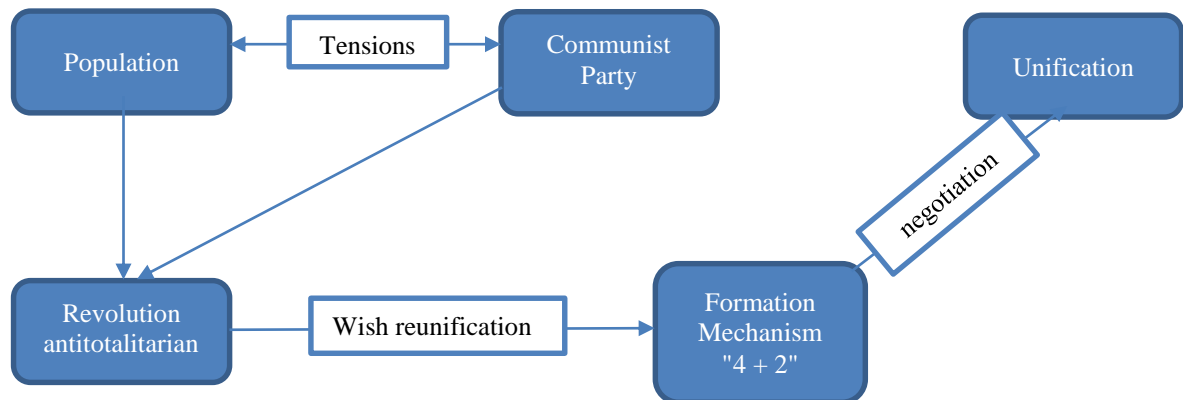 Population
Tensions
Communist
Party
Unification
negotiation
Revolution
antitotalitarian
Wish reunification
Formation
Mechanism
"4 + 2"